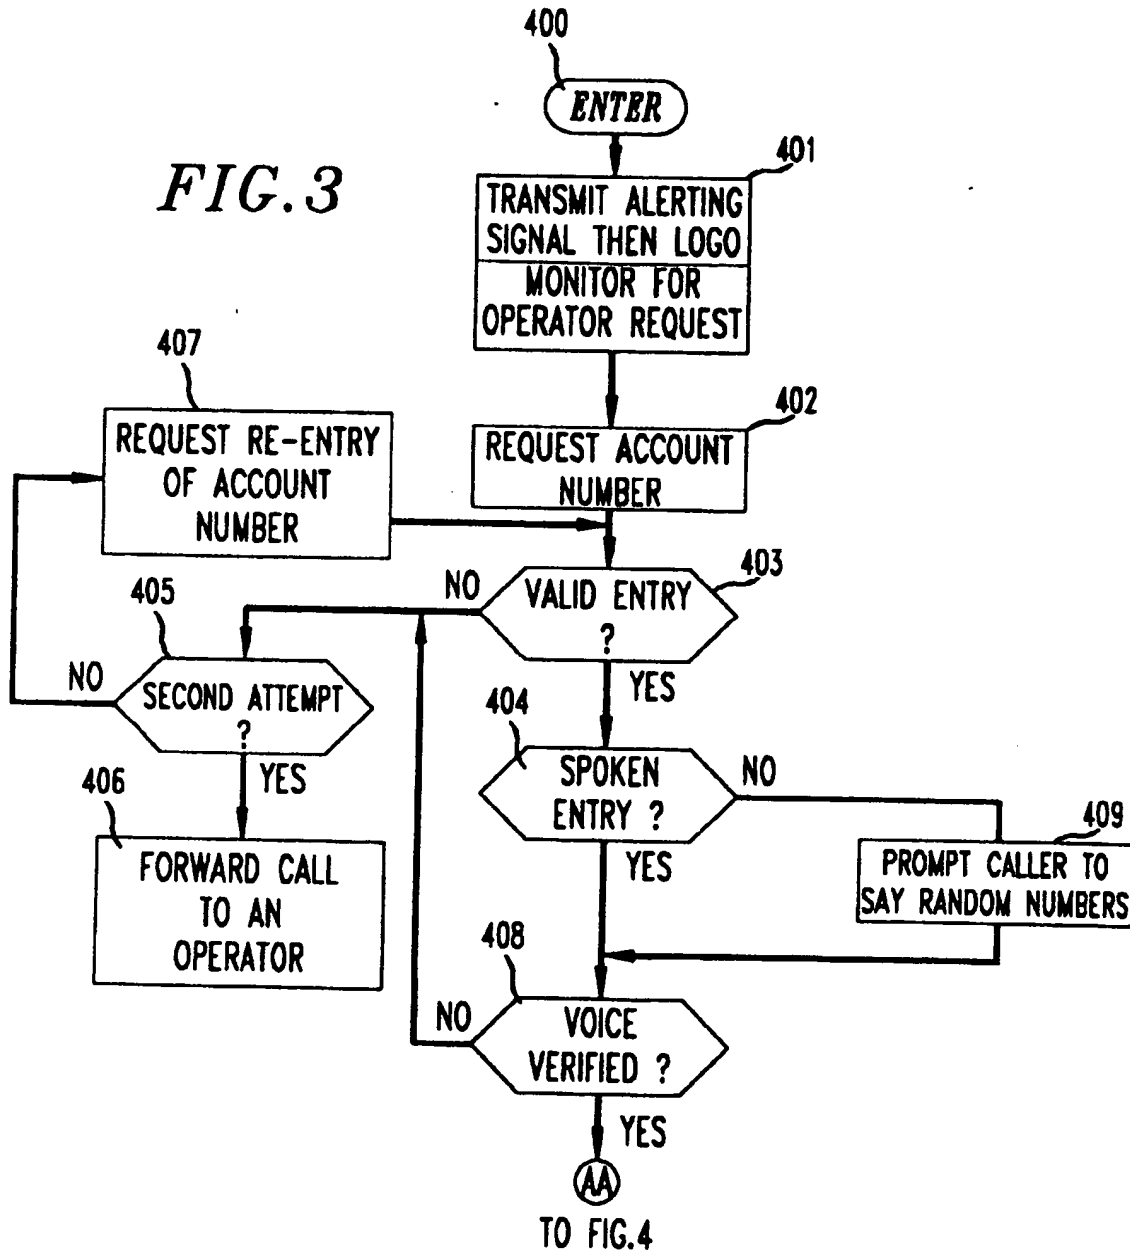 400
ENTER
FIG.3
401
TRANSMIT ALERTING
SIGNAL THEN LOGO
MONITOR FOR
OPERATOR REQUEST
407
REQUEST RE-ENTRY
OF ACCOUNT
NUMBER
402
REQUEST ACCOUNT
NUMBER
403
VALID ENTRY
?
NO
YES
405
SECOND ATTEMPT
?
NO
YES
406
FORWARD CALL
TO AN
OPERATOR
404
SPOKEN
ENTRY ?
NO
YES
409
PROMPT CALLER TO
SAY RANDOM NUMBERS
408
VOICE
VERIFIED ?
NO
YES
AA
TO FIG.4